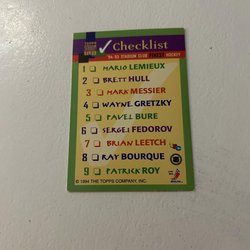 Checklist
'94-'95 STADIUM CLUB HOCKEY
1 MARIO LEMIEUX
2 BRETT HULL
3 MARK MESSIER
4 WAYNE GRETZKY
5 PAVEL BURE
6 SERGEI FEDOROV
7 BRIAN LEETCH
8 RAY BOURQUE
9 PATRICK ROY
© 1994 THE TOPPS COMPANY, INC.